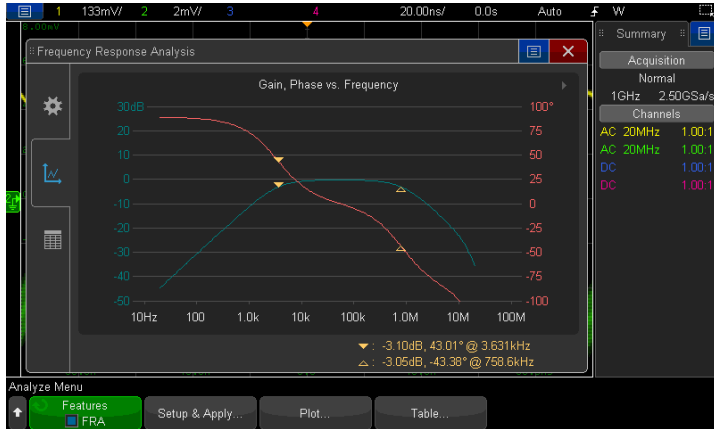 1 133mV/ 2 2mV/ 3 4 20.00ns/ 0.0s Auto W
8.00mV
Summary
Frequency Response Analysis
Acquisition
Normal
1GHz 2.50GSa/s
Channels
AC 20MHz 1.00:1
AC 20MHz 1.00:1
DC 1.00:1
DC 1.00:1
Gain, Phase vs. Frequency
30dB 100°
20 75
10 50
0 25
-10 0
-20 -25
-30 -50
-40 -75
-50 -100
10Hz 100 1.0k 10k 100k 1.0M 10M 100M
: -3.10dB, 43.01° @ 3.631kHz
: -3.05dB, -43.38° @ 758.6kHz
Analyze Menu
Features
FRA
Setup & Apply...
Plot...
Table...